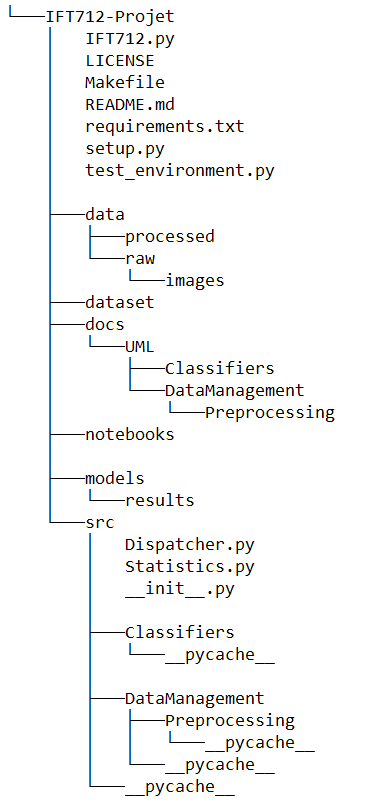 IFT712-Projet
IFT712.py
LICENSE
Makefile
README.md
requirements.txt
setup.py
test_environment.py
data
processed
raw
images
dataset
docs
UML
Classifiers
DataManagement
Preprocessing
notebooks
models
results
src
Dispatcher.py
Statistics.py
__init__.py
Classifiers
__pycache__
DataManagement
Preprocessing
__pycache__
__pycache__
__pycache__